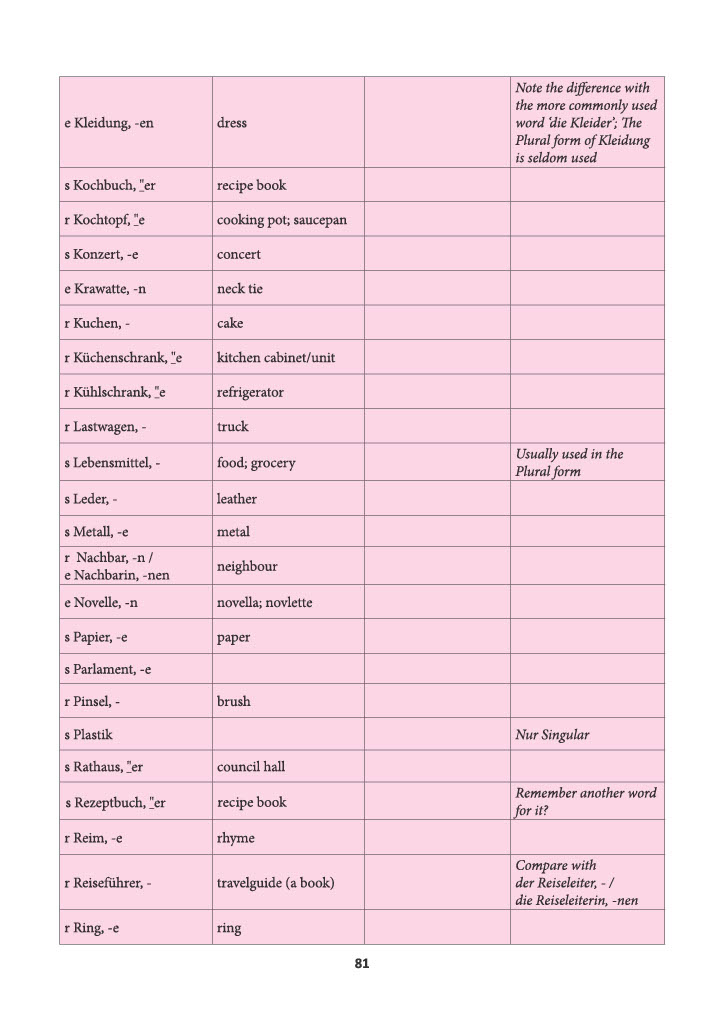 e Kleidung, -en dress Note the difference with
the more commonly used
word ‘die Kleider’; The
Plural form of Kleidung
is seldom used
s Kochbuch, "̲er recipe book
r Kochtopf, "̲e cooking pot; saucepan
s Konzert, -e concert
e Krawatte, -n neck tie
r Kuchen, - cake
r Küchenschrank, "̲e kitchen cabinet/unit
r Kühlschrank, "̲e refrigerator
r Lastwagen, - truck
s Lebensmittel, - food; grocery Usually used in the
Plural form
s Leder, - leather
s Metall, -e metal
r Nachbar, -n /
e Nachbarin, -nen neighbour
e Novelle, -n novella; novlette
s Papier, -e paper
s Parlament, -e
r Pinsel, - brush
s Plastik Nur Singular
s Rathaus, "̲er council hall
s Rezeptbuch, "̲er recipe book Remember another word
for it?
r Reim, -e rhyme
r Reiseführer, - travelguide (a book) Compare with
der Reiseleiter, - /
die Reiseleiterin, -nen
r Ring, -e ring
81